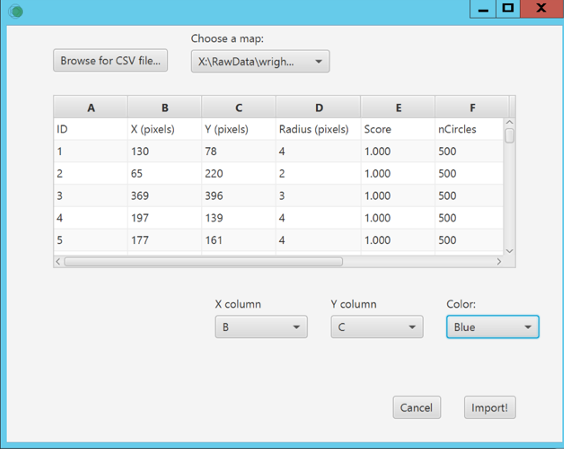 X
Choose a map:
Browse for CSV file...
X:\RawData\wrigh...
A B C D E F
ID X (pixels) Y (pixels) Radius (pixels) Score nCircles
1 130 78 4 1.000 500
2 65 220 2 1.000 500
3 369 396 3 1.000 500
4 197 139 4 1.000 500
5 177 161 4 1.000 500
X column Y column Color:
B C Blue
Cancel Import!